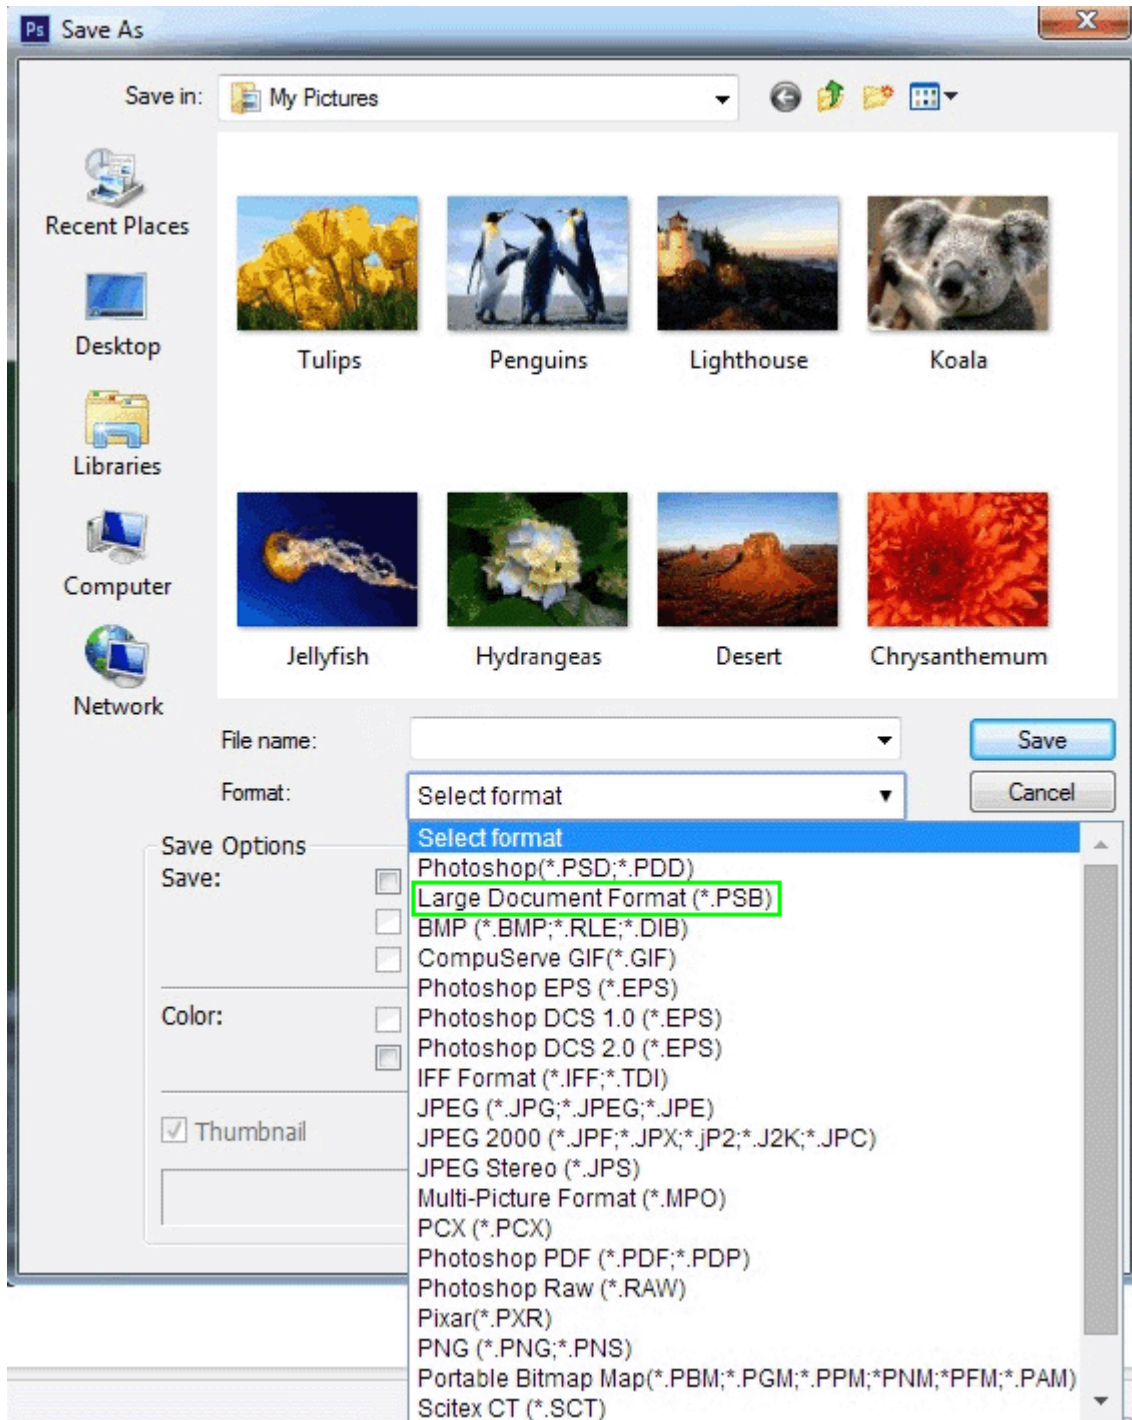 Ps Save As
Save in: My Pictures
Recent Places
Desktop
Libraries
Computer
Network
Tulips Penguins Lighthouse Koala
Jellyfish Hydrangeas Desert Chrysanthemum
File name: Save
Format: Select format Cancel
Save Options
Save:
Color:
Thumbnail
Select format
Photoshop(*.PSD;*.PDD)
Large Document Format (*.PSB)
BMP (*.BMP;*.RLE;*.DIB)
CompuServe GIF(*.GIF)
Photoshop EPS (*.EPS)
Photoshop DCS 1.0 (*.EPS)
Photoshop DCS 2.0 (*.EPS)
IFF Format (*.IFF;*.TDI)
JPEG (*.JPG;*.JPEG;*.JPE)
JPEG 2000 (*.JPF;*.JPX;*.jP2;*.J2K;*.JPC)
JPEG Stereo (*.JPS)
Multi-Picture Format (*.MPO)
PCX (*.PCX)
Photoshop PDF (*.PDF;*.PDP)
Photoshop Raw (*.RAW)
Pixar(*.PXR)
PNG (*.PNG;*.PNS)
Portable Bitmap Map(*.PBM;*.PGM;*.PPM;*PNM;*PFM;*.PAM)
Scitex CT (*.SCT)